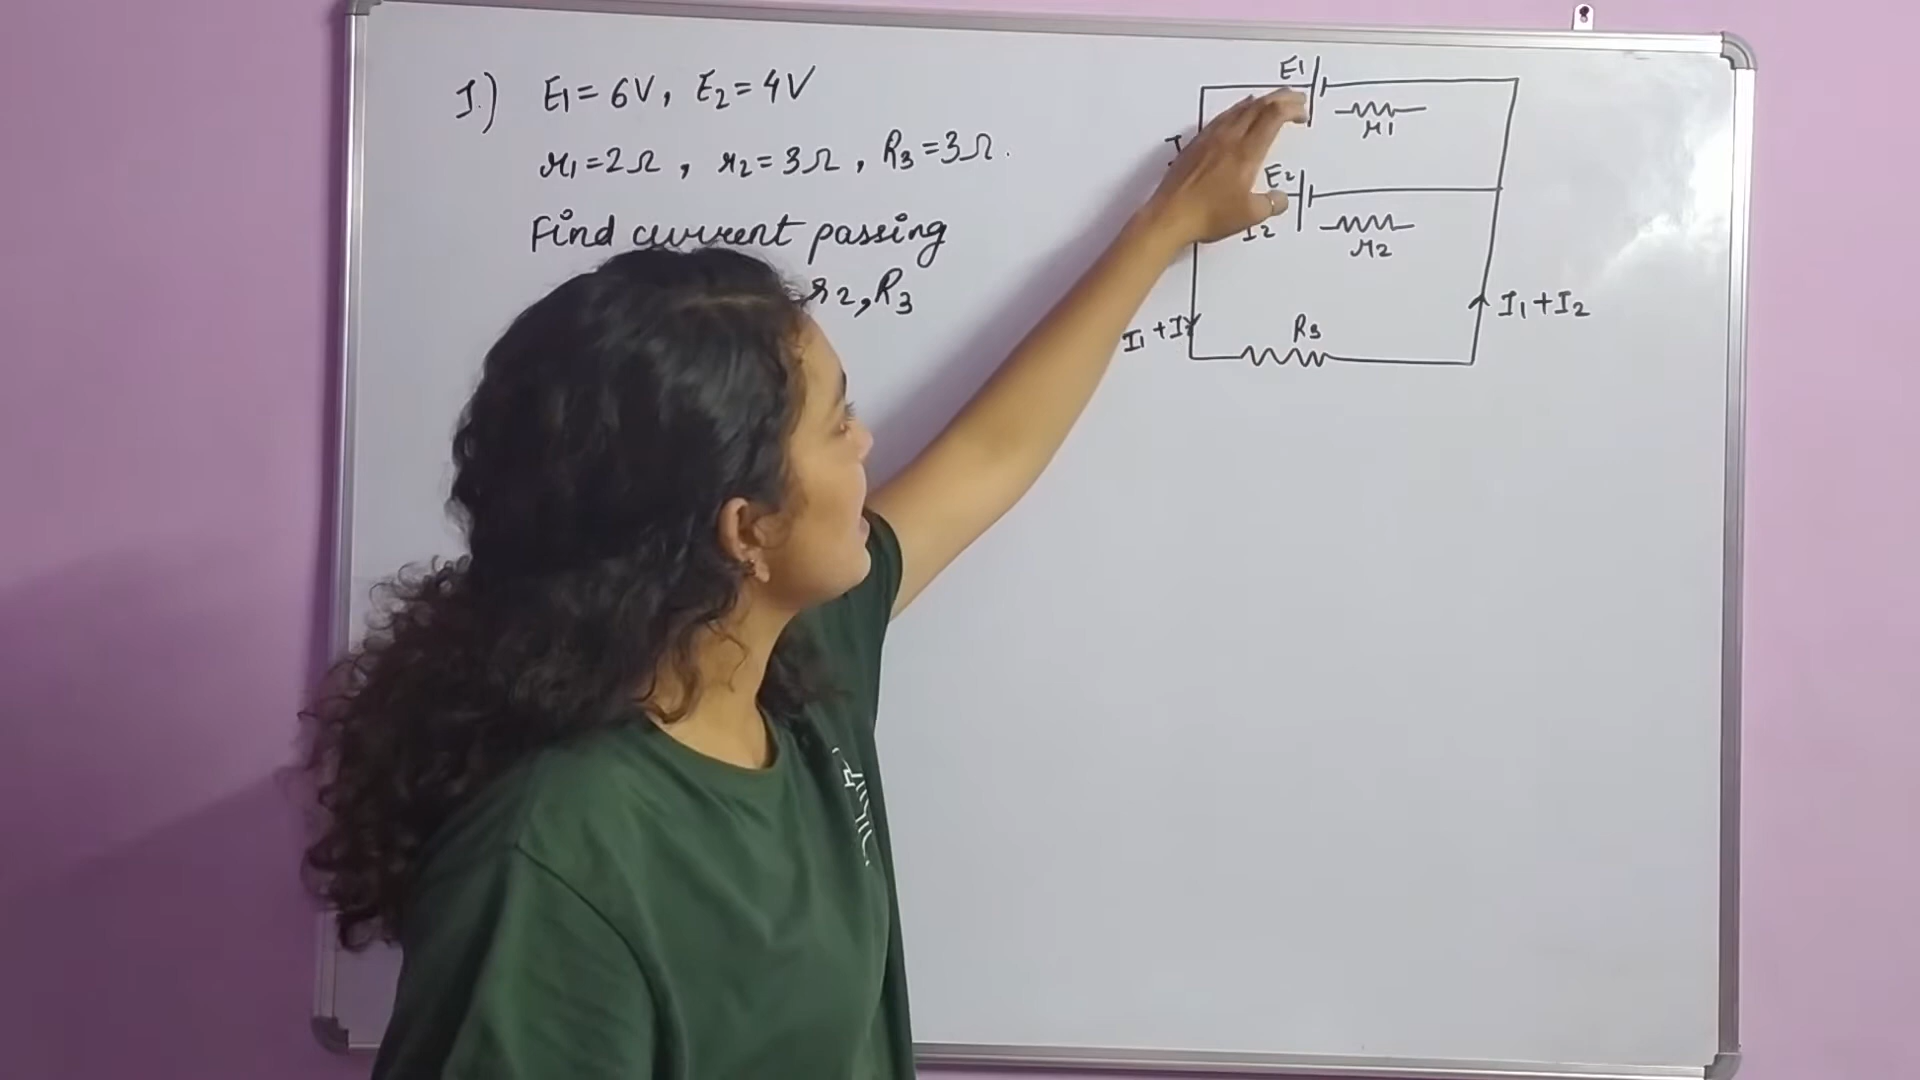 1.) E1 = 6V, E2 = 4V
r1 = 2Ω, r2 = 3Ω, R3 = 3Ω.
Find current passing
r2, R3
E1
r1
E2
I2
r2
I1 + I2
R3
I1 + I